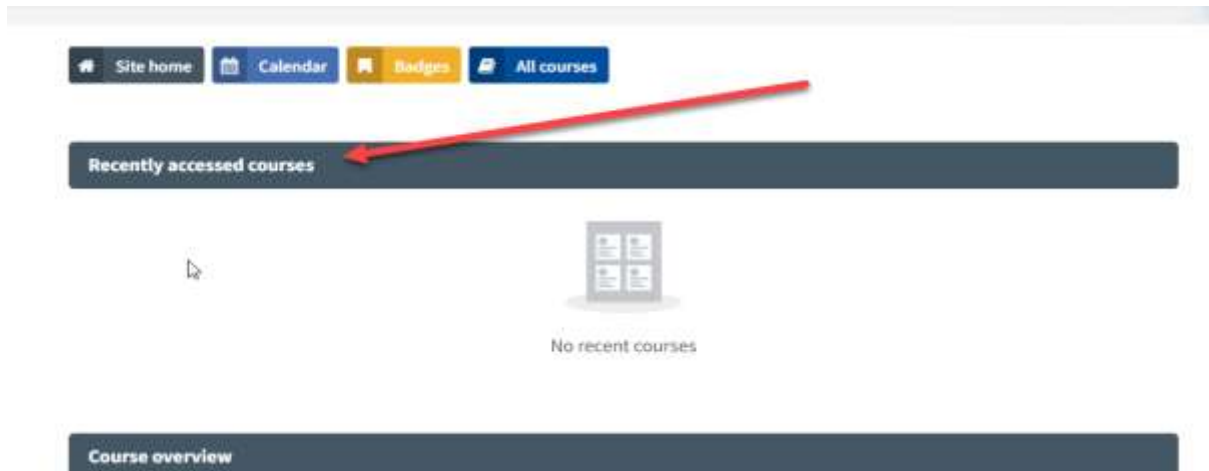 Site home Calendar Badges All courses
Recently accessed courses
No recent courses
Course overview